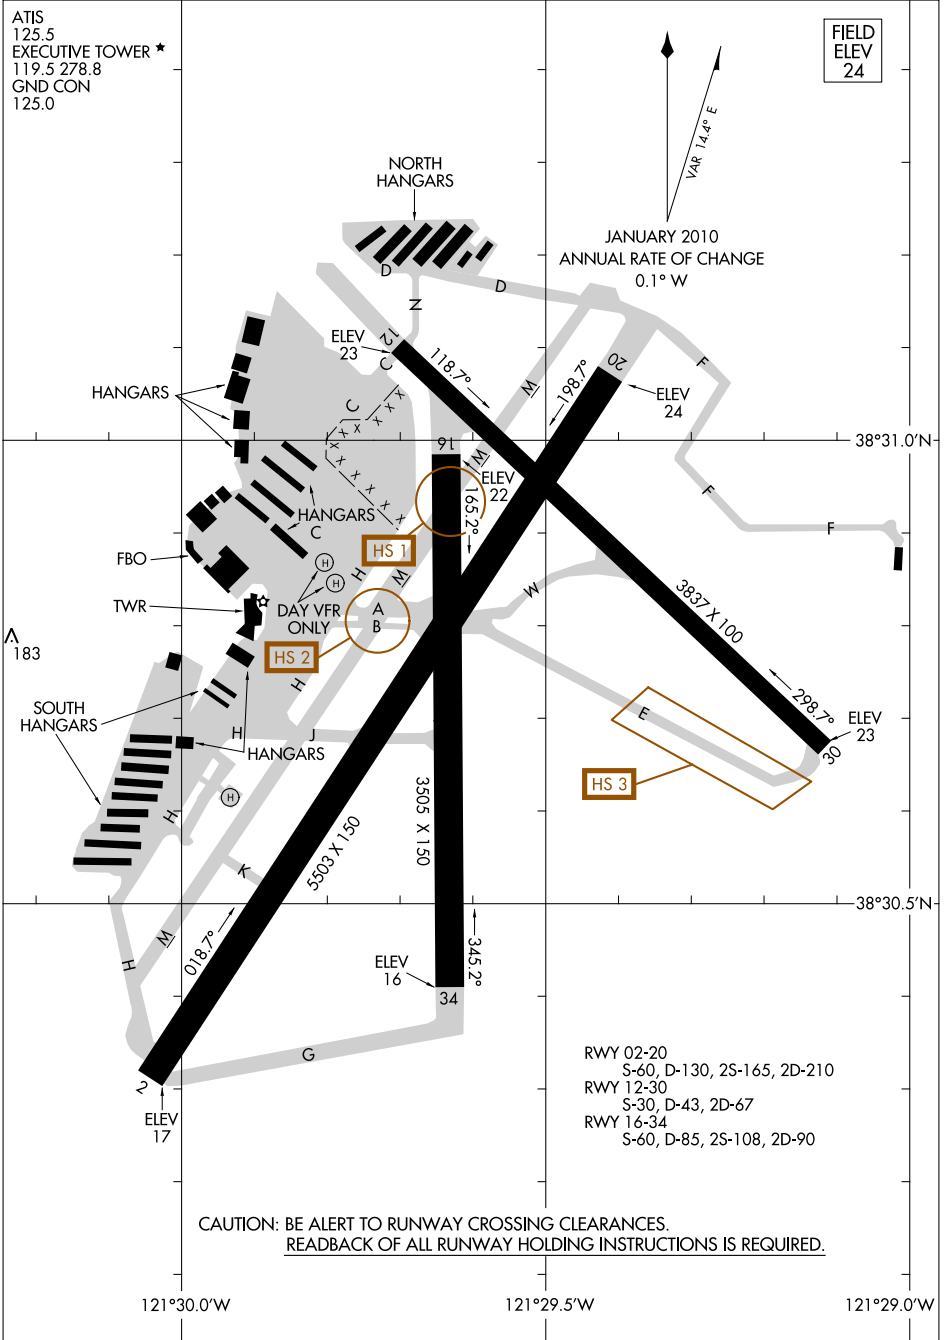 ATIS
125.5
EXECUTIVE TOWER ★
119.5 278.8
GND CON
125.0
FIELD
ELEV
24
VAR 14.4° E
JANUARY 2010
ANNUAL RATE OF CHANGE
0.1° W
NORTH
HANGARS
D
D
N
F
F
F
12
ELEV
23
C
118.7°
M
198.7°
20
ELEV
24
HANGARS
C
16
38°31.0'N
M
ELEV
22
165.2°
HANGARS
C
HS 1
FBO
H
H
H
M
W
TWR
DAY VFR
ONLY
A
B
3837 X 100
183
HS 2
H
298.7°
SOUTH
HANGARS
H
J
E
ELEV
23
30
HANGARS
HS 3
H
H
3505 X 150
5503 X 150
K
38°30.5'N
M
018.7°
H
345.2°
ELEV
16
34
G
2
ELEV
17
RWY 02-20
S-60, D-130, 2S-165, 2D-210
RWY 12-30
S-30, D-43, 2D-67
RWY 16-34
S-60, D-85, 2S-108, 2D-90
CAUTION: BE ALERT TO RUNWAY CROSSING CLEARANCES.
READBACK OF ALL RUNWAY HOLDING INSTRUCTIONS IS REQUIRED.
121°30.0'W
121°29.5'W
121°29.0'W